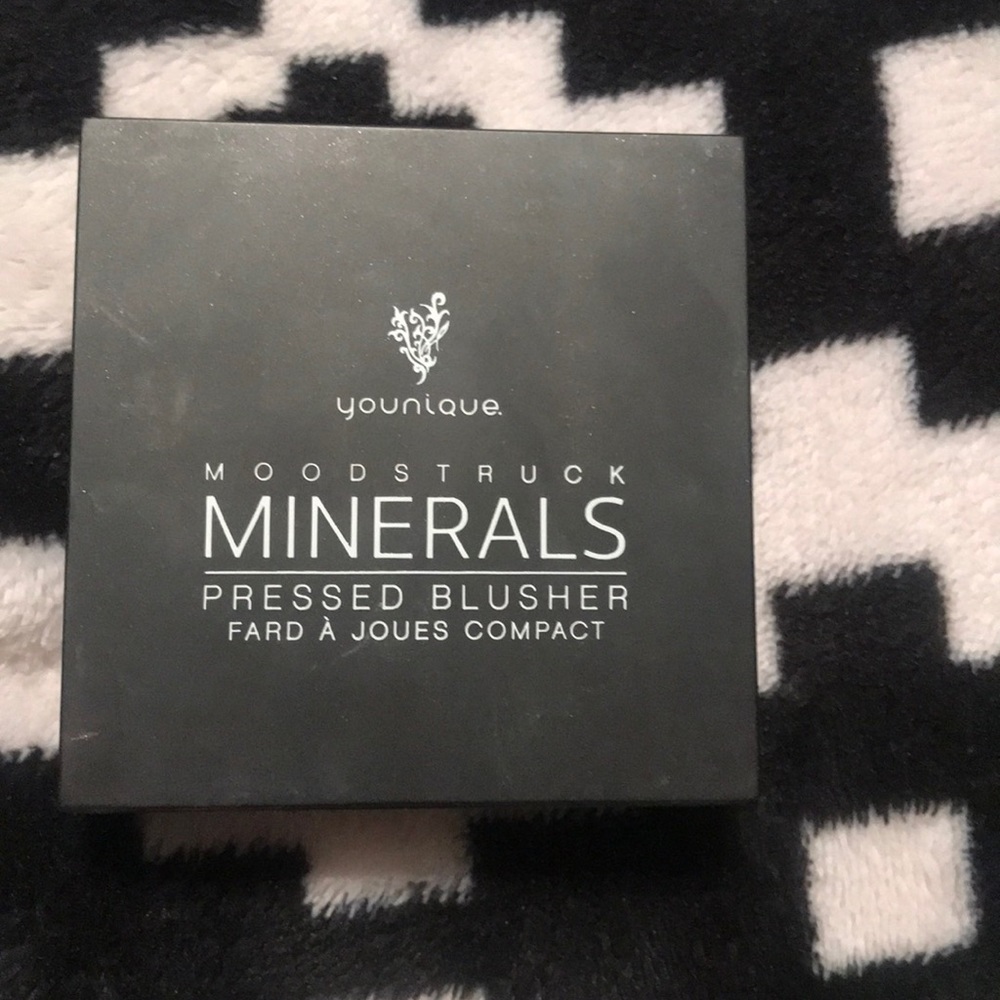 younique.
MOODSTRUCK
MINERALS
PRESSED BLUSHER
FARD À JOUES COMPACT